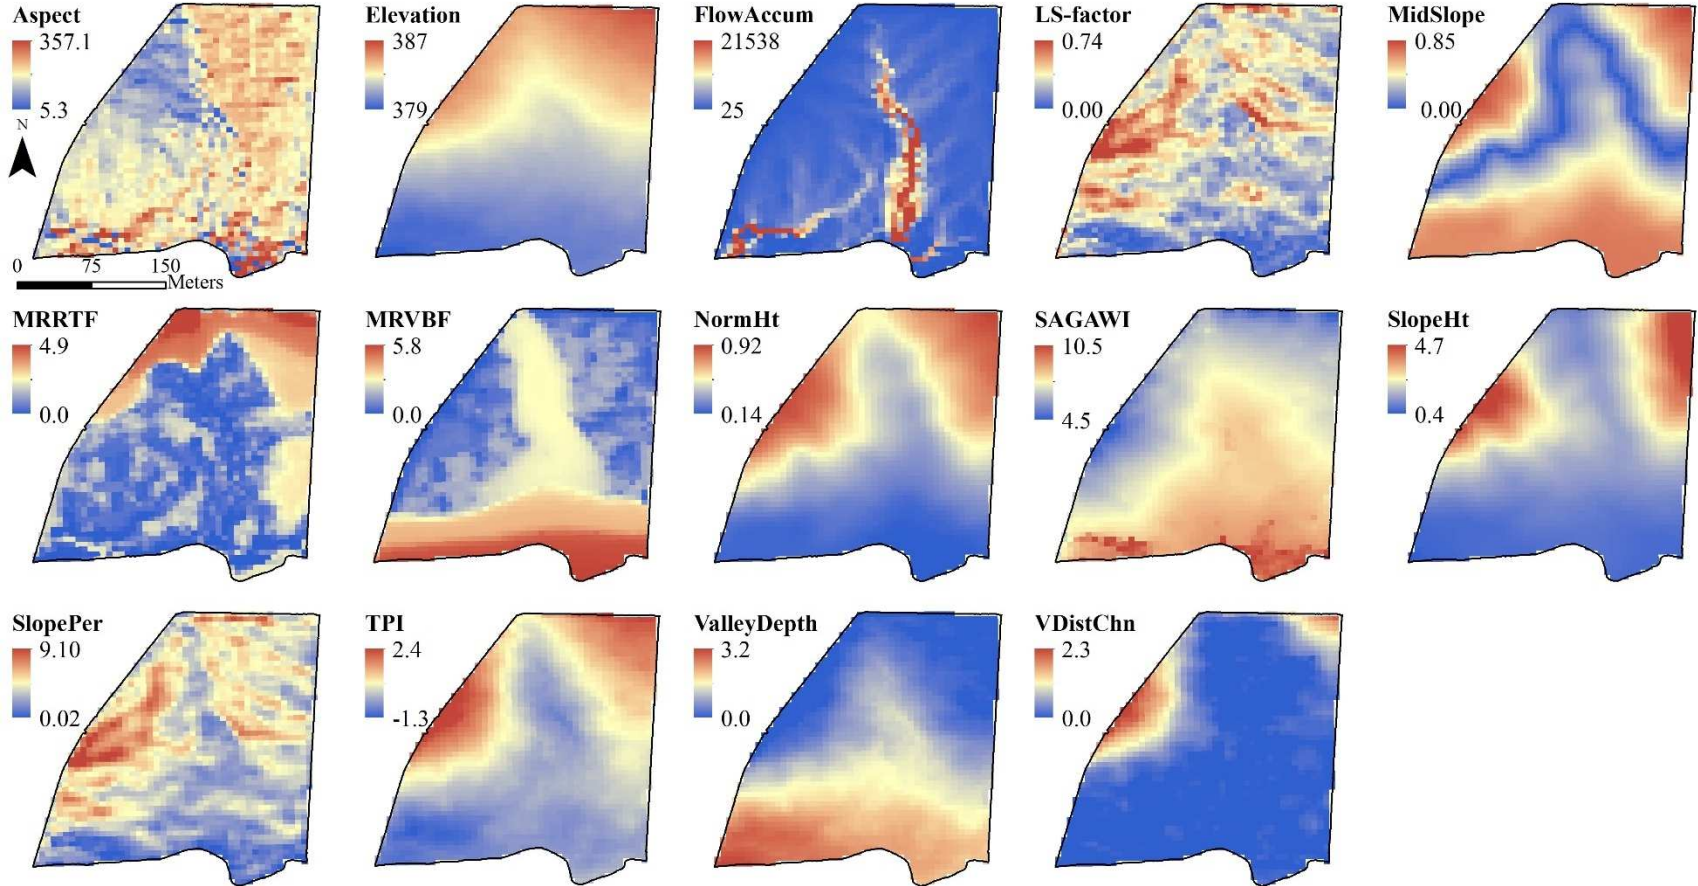 Aspect
357.1
5.3
N
0 75 150
Meters
Elevation
387
379
FlowAccum
21538
25
LS-factor
0.74
0.00
MidSlope
0.85
0.00
MRRTF
4.9
0.0
MRVBF
5.8
0.0
NormHt
0.92
0.14
SAGAWI
10.5
4.5
SlopeHt
4.7
0.4
SlopePer
9.10
0.02
TPI
2.4
-1.3
ValleyDepth
3.2
0.0
VDistChn
2.3
0.0